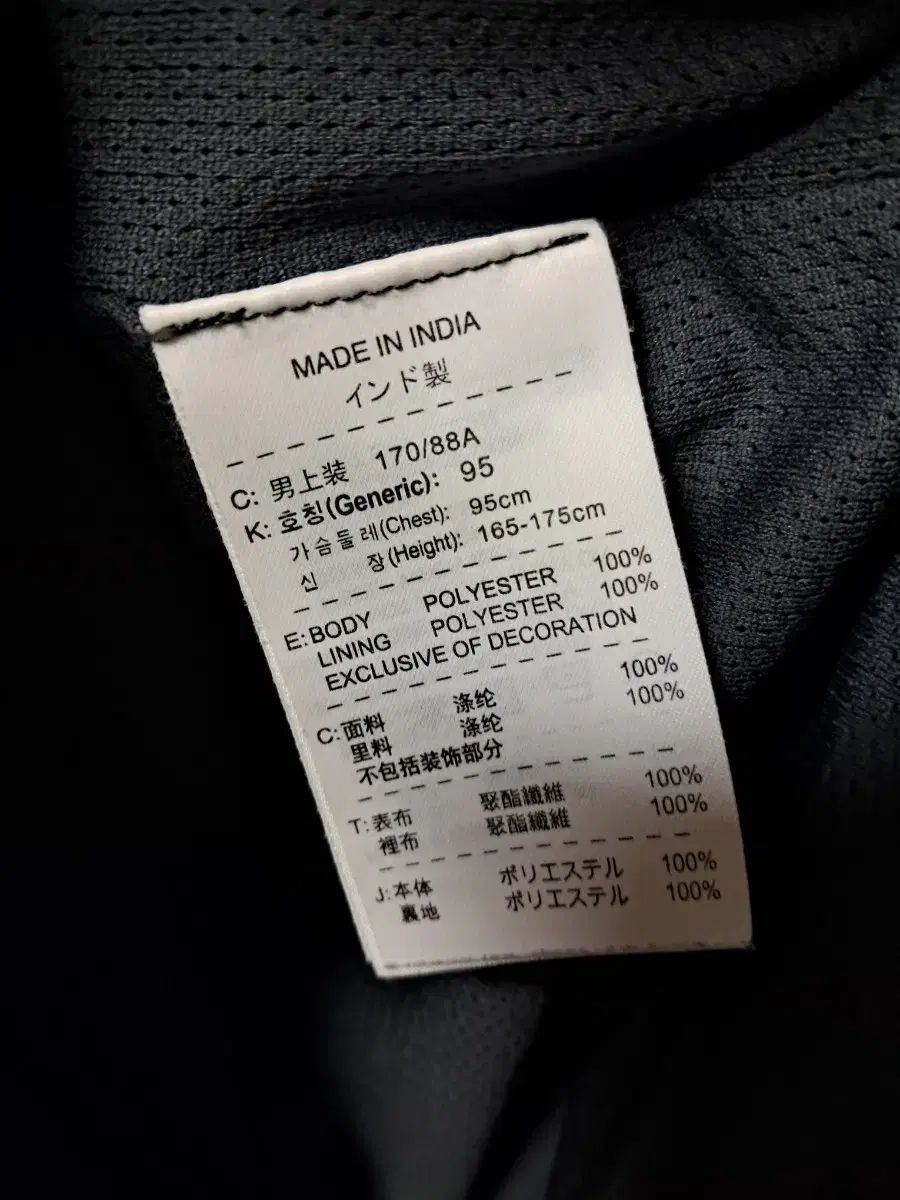 MADE IN INDIA
インド製
C: 男上装 170/88A
K: 호칭(Generic): 95
가슴둘레(Chest): 95cm
신 장(Height): 165-175cm
E: BODY POLYESTER 100%
LINING POLYESTER 100%
EXCLUSIVE OF DECORATION
C: 面料 涤纶 100%
里料 涤纶 100%
不包括装饰部分
T: 表布 聚酯纖維 100%
裡布 聚酯纖維 100%
J: 本体 ポリエステル 100%
裏地 ポリエステル 100%